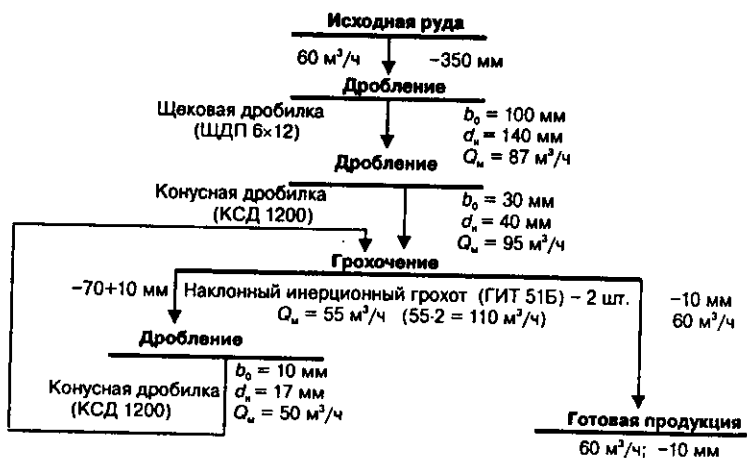 Исходная руда
60 м³/ч −350 мм
Дробление
Щековая дробилка
(ЩДП 6×12)
b₀ = 100 мм
dₙ = 140 мм
Qₘ = 87 м³/ч
Дробление
Конусная дробилка
(КСД 1200)
b₀ = 30 мм
dₙ = 40 мм
Qₘ = 95 м³/ч
Грохочение
−70+10 мм
Наклонный инерционный грохот (ГИТ 51Б) – 2 шт.
Qₘ = 55 м³/ч (55·2 = 110 м³/ч)
−10 мм
60 м³/ч
Дробление
Конусная дробилка
(КСД 1200)
b₀ = 10 мм
dₙ = 17 мм
Qₘ = 50 м³/ч
Готовая продукция
60 м³/ч; −10 мм